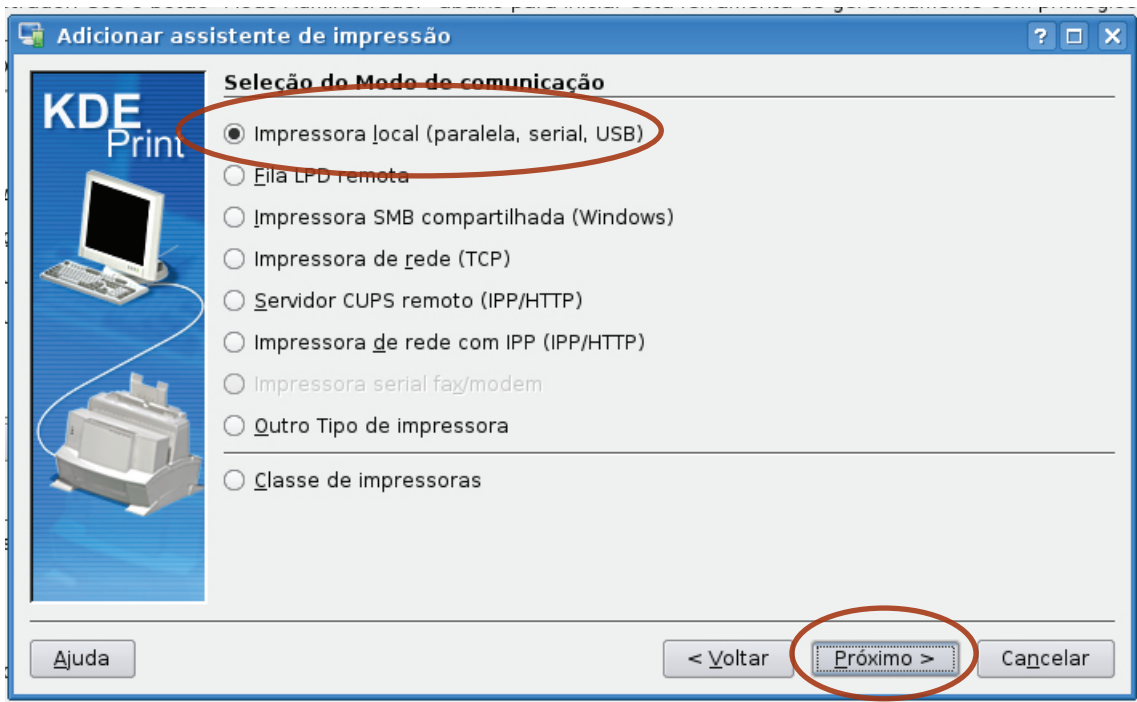 Adicionar assistente de impressão
KDE
Print
Seleção do Modo de comunicação
Impressora local (paralela, serial, USB)
Fila LPD remota
Impressora SMB compartilhada (Windows)
Impressora de rede (TCP)
Servidor CUPS remoto (IPP/HTTP)
Impressora de rede com IPP (IPP/HTTP)
Impressora serial fax/modem
Outro Tipo de impressora
Classe de impressoras
Ajuda
< Voltar
Próximo >
Cancelar